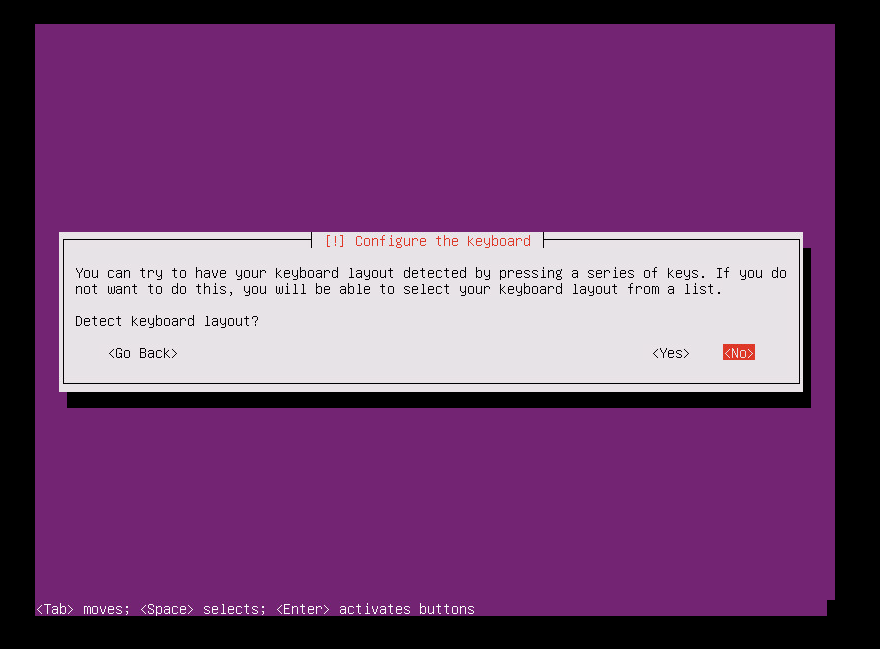 [!] Configure the keyboard
You can try to have your keyboard layout detected by pressing a series of keys. If you do
not want to do this, you will be able to select your keyboard layout from a list.
Detect keyboard layout?
<Go Back> <Yes> <No>
<Tab> moves; <Space> selects; <Enter> activates buttons